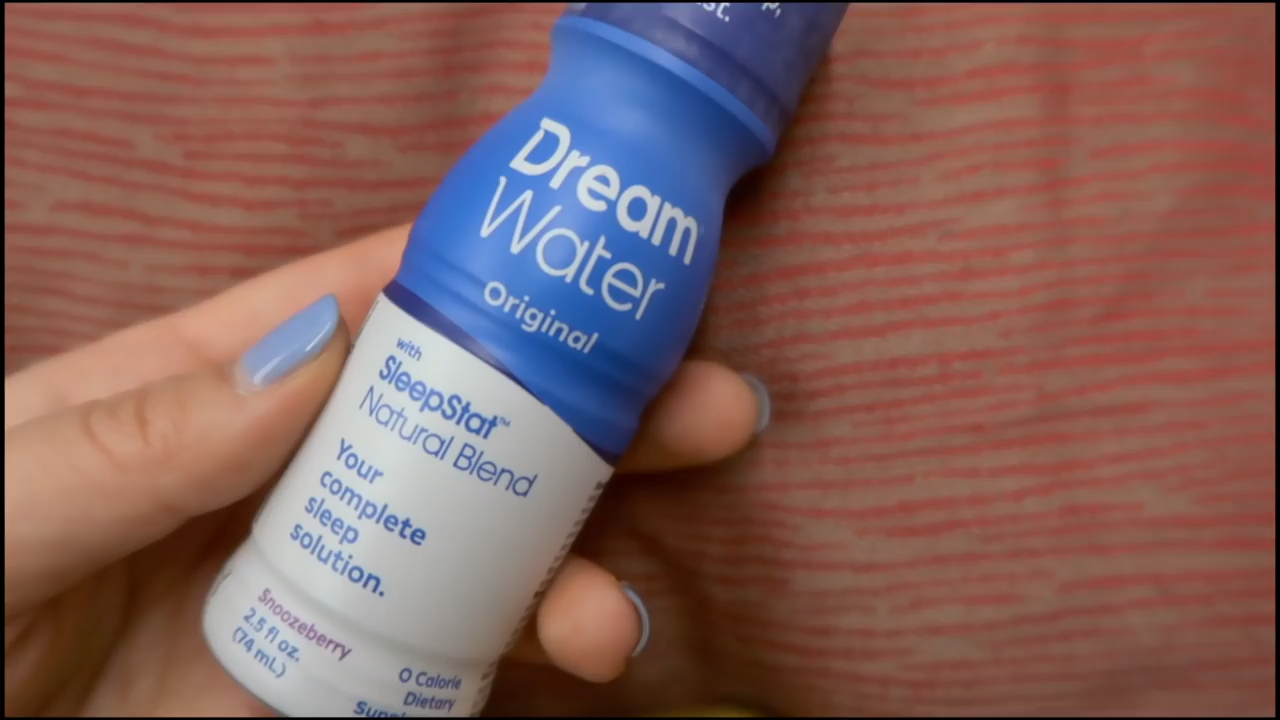 Dream
Water
Original
with
SleepStat™
Natural Blend
Your
complete
sleep
solution.
Snoozeberry
2.5 fl oz.
(74 mL)
0 Calorie
Dietary